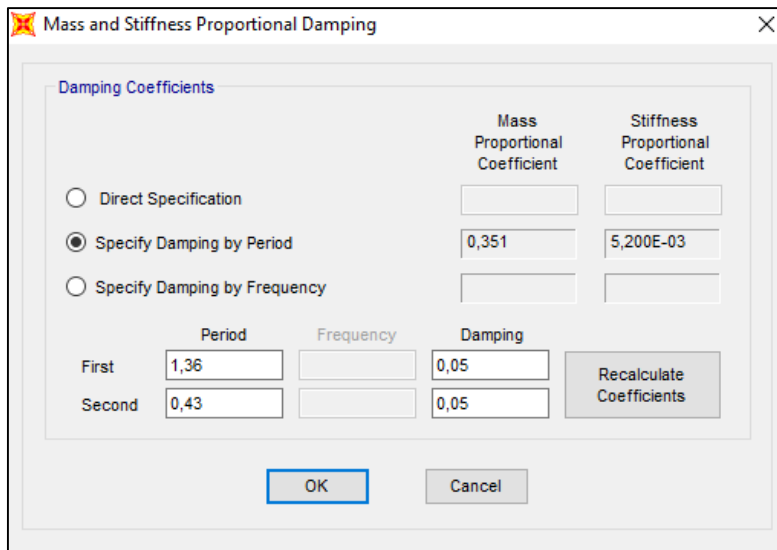 Mass and Stiffness Proportional Damping
Damping Coefficients
Mass
Proportional
Coefficient
Stiffness
Proportional
Coefficient
Direct Specification
Specify Damping by Period
0,351
5,200E-03
Specify Damping by Frequency
Period
Frequency
Damping
First
1,36
0,05
Second
0,43
0,05
Recalculate
Coefficients
OK
Cancel